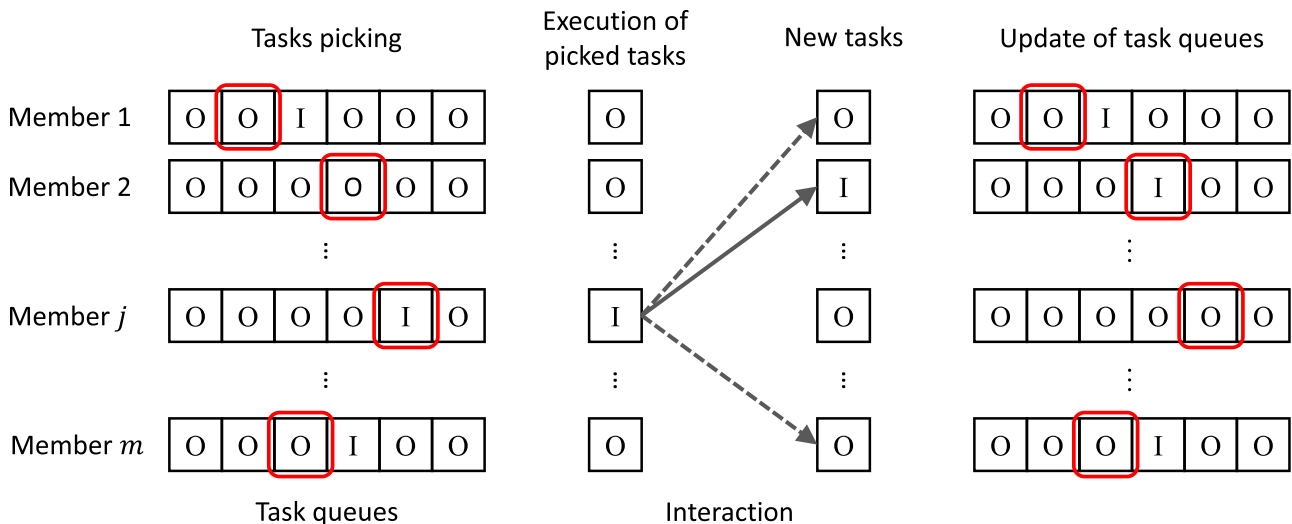 Tasks picking
Execution of
picked tasks
New tasks
Update of task queues
Member 1
O O I O O O
O
O
O O I O O O
Member 2
O O O O O O
O
I
O O O I O O
⋮ ⋮ ⋮ ⋮
Member j
O O O O I O
I
O
O O O O O O
⋮ ⋮ ⋮ ⋮
Member m
O O O I O O
O
O
O O O I O O
Task queues
Interaction